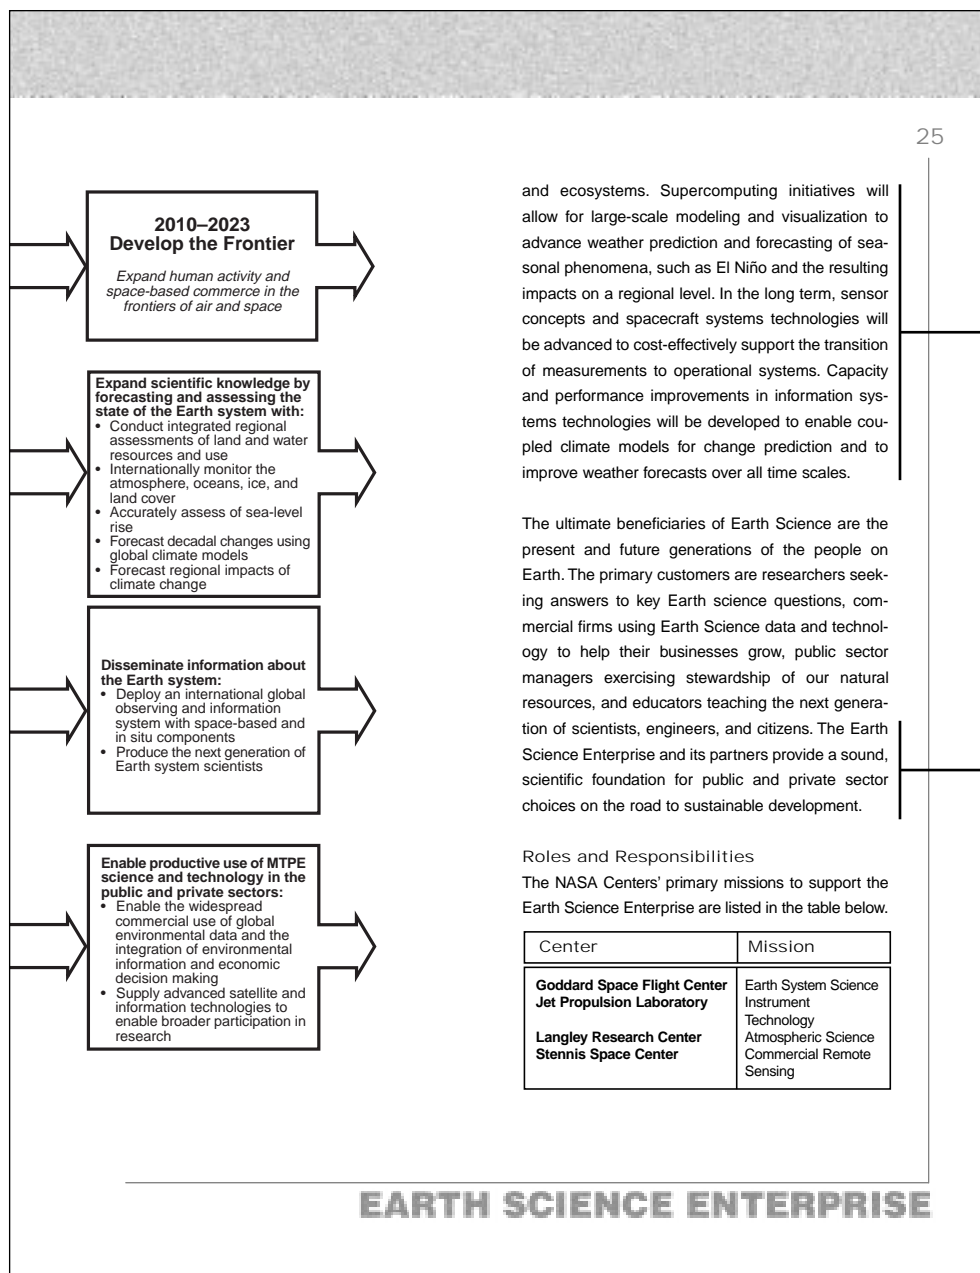 25
2010–2023
Develop the Frontier
Expand human activity and
space-based commerce in the
frontiers of air and space
Expand scientific knowledge by
forecasting and assessing the
state of the Earth system with:
• Conduct integrated regional
assessments of land and water
resources and use
• Internationally monitor the
atmosphere, oceans, ice, and
land cover
• Accurately assess of sea-level
rise
• Forecast decadal changes using
global climate models
• Forecast regional impacts of
climate change
Disseminate information about
the Earth system:
• Deploy an international global
observing and information
system with space-based and
in situ components
• Produce the next generation of
Earth system scientists
Enable productive use of MTPE
science and technology in the
public and private sectors:
• Enable the widespread
commercial use of global
environmental data and the
integration of environmental
information and economic
decision making
• Supply advanced satellite and
information technologies to
enable broader participation in
research
and ecosystems. Supercomputing initiatives will
allow for large-scale modeling and visualization to
advance weather prediction and forecasting of sea-
sonal phenomena, such as El Niño and the resulting
impacts on a regional level. In the long term, sensor
concepts and spacecraft systems technologies will
be advanced to cost-effectively support the transition
of measurements to operational systems. Capacity
and performance improvements in information sys-
tems technologies will be developed to enable cou-
pled climate models for change prediction and to
improve weather forecasts over all time scales.
The ultimate beneficiaries of Earth Science are the
present and future generations of the people on
Earth. The primary customers are researchers seek-
ing answers to key Earth science questions, com-
mercial firms using Earth Science data and technol-
ogy to help their businesses grow, public sector
managers exercising stewardship of our natural
resources, and educators teaching the next genera-
tion of scientists, engineers, and citizens. The Earth
Science Enterprise and its partners provide a sound,
scientific foundation for public and private sector
choices on the road to sustainable development.
Roles and Responsibilities
The NASA Centers' primary missions to support the
Earth Science Enterprise are listed in the table below.
Center Mission
Goddard Space Flight Center Earth System Science
Jet Propulsion Laboratory Instrument
Technology
Langley Research Center Atmospheric Science
Stennis Space Center Commercial Remote
Sensing
EARTH SCIENCE ENTERPRISE